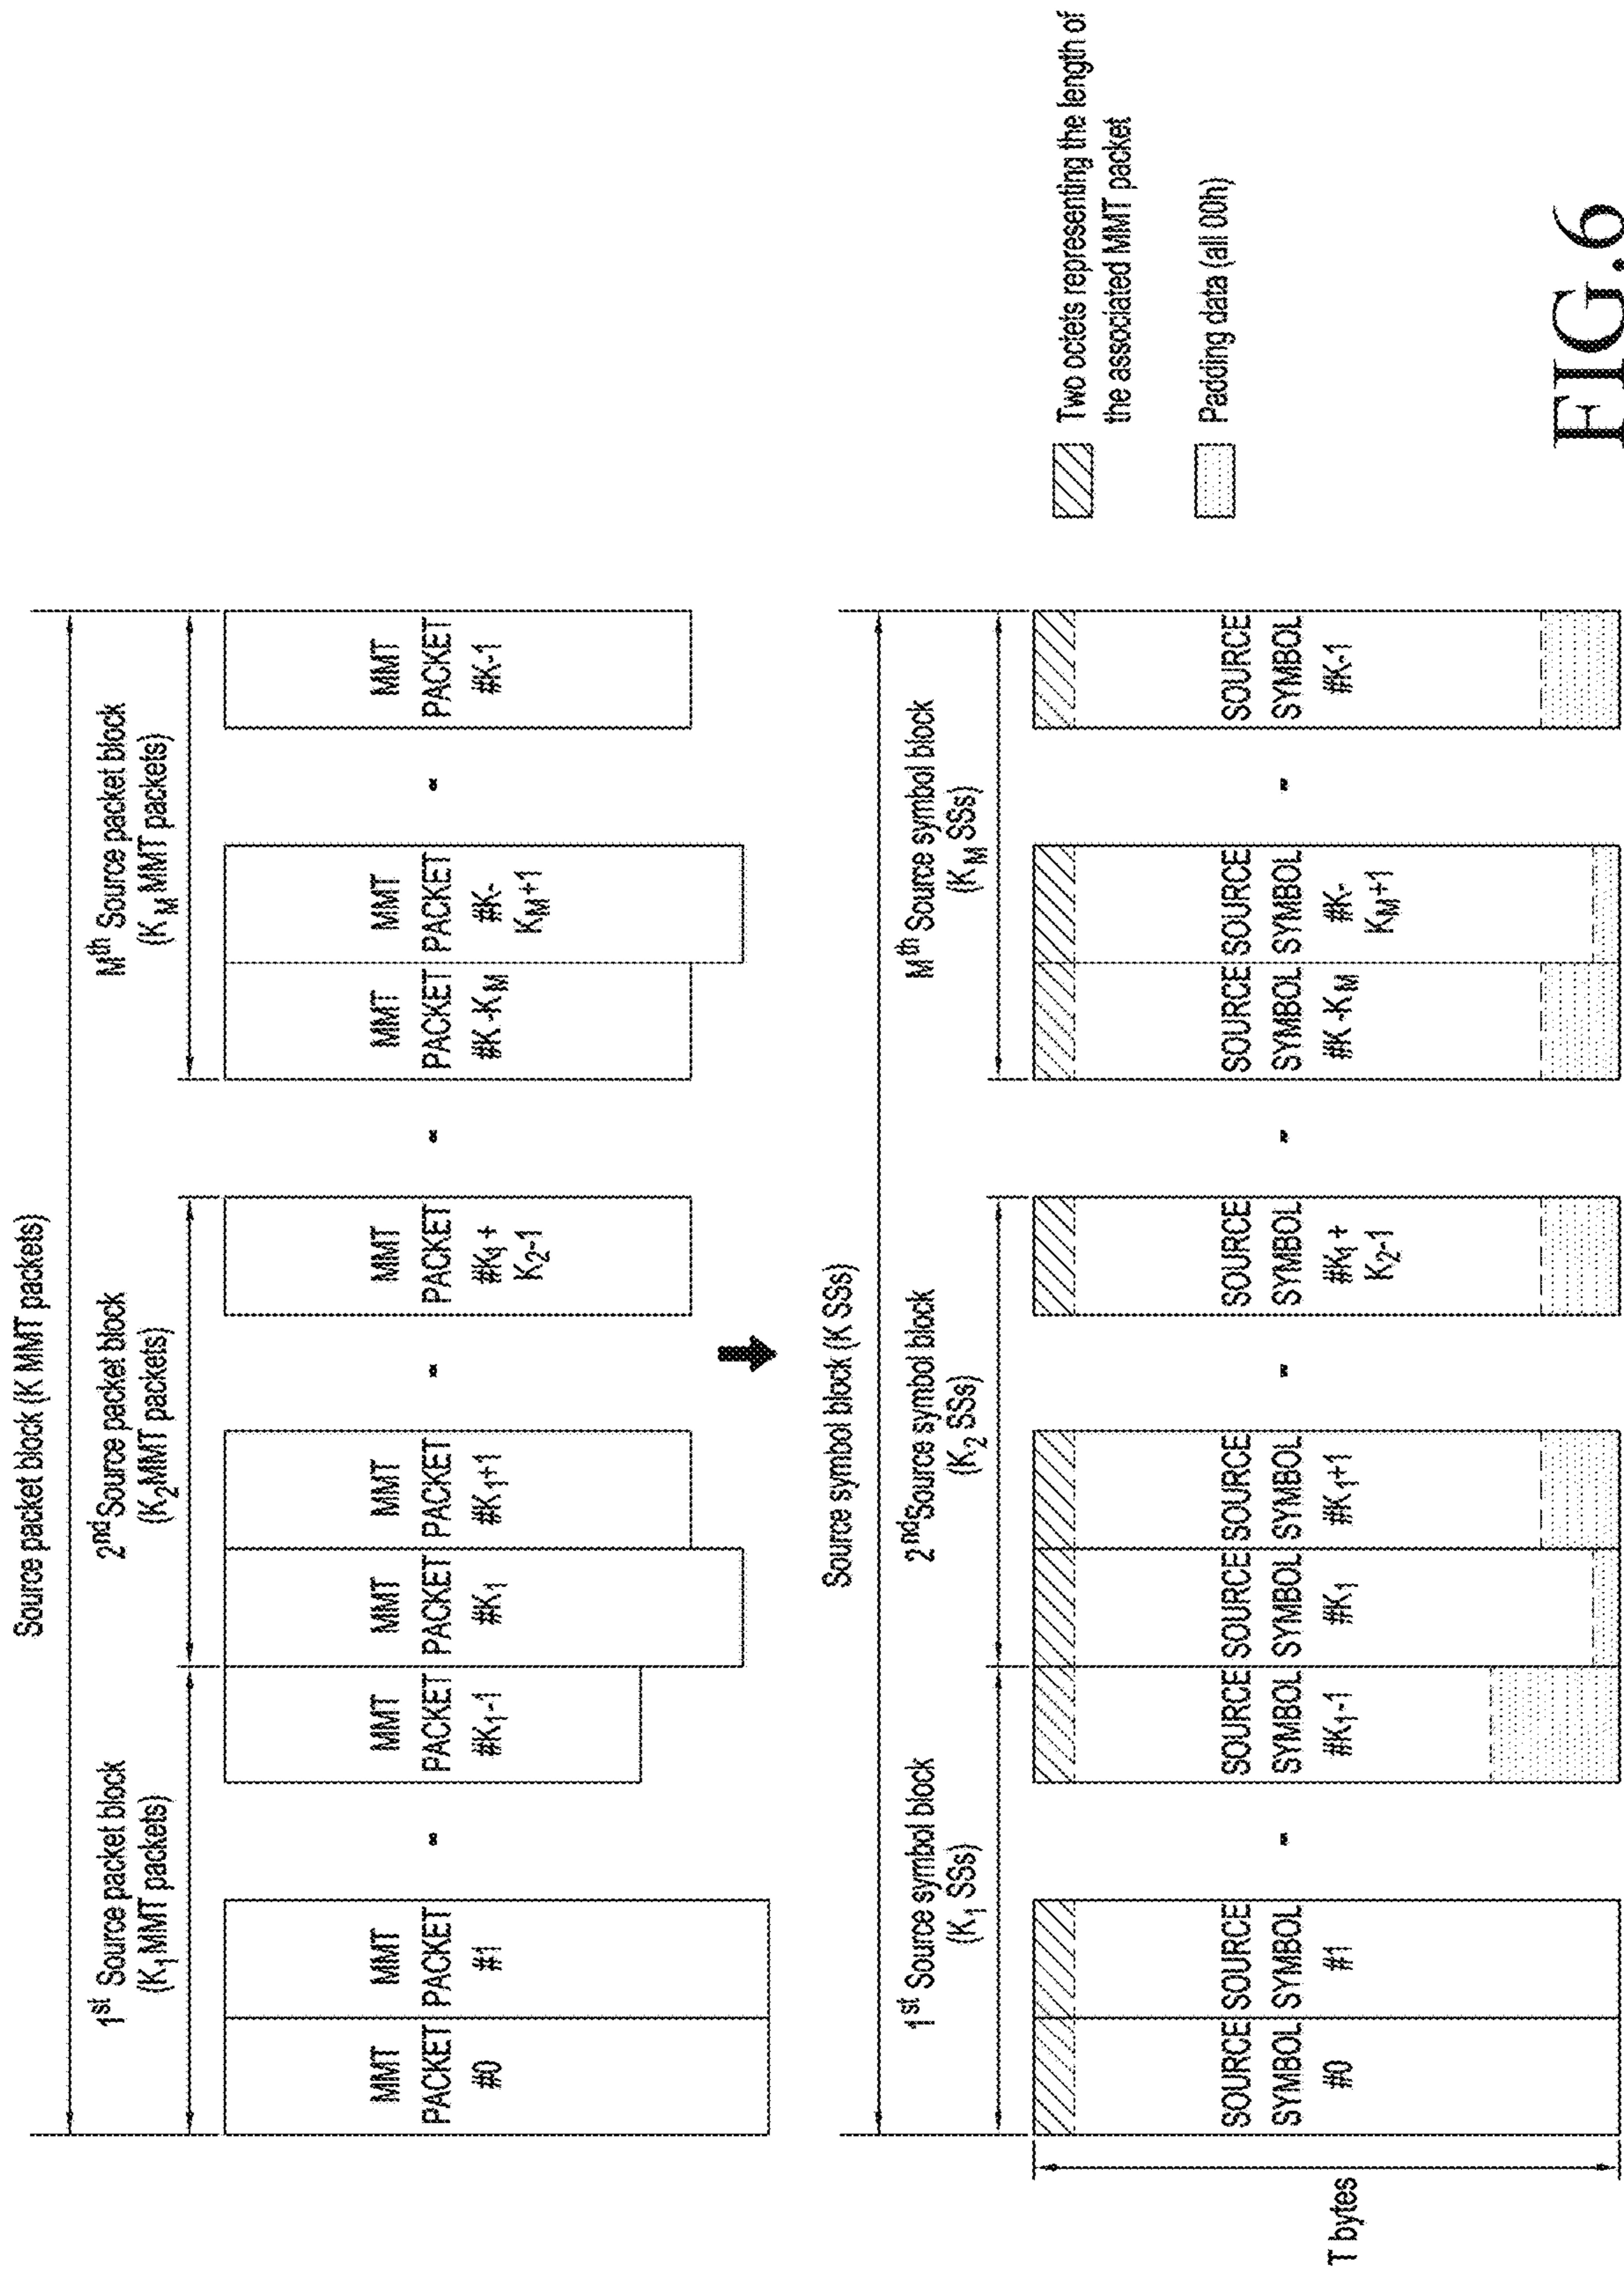 Source packet block (K MMT packets)
1st Source packet block
(K1 MMT packets)
2nd Source packet block
(K2 MMT packets)
Mth Source packet block
(KM MMT packets)
MMT
PACKET
#0
MMT
PACKET
#1
MMT
PACKET
#K1-1
MMT
PACKET
#K1
MMT
PACKET
#K1+1
MMT
PACKET
#K1+
K2-1
MMT
PACKET
#K-KM
MMT
PACKET
#K-
KM+1
MMT
PACKET
#K-1
Source symbol block (K SSs)
1st Source symbol block
(K1 SSs)
2nd Source symbol block
(K2 SSs)
Mth Source symbol block
(KM SSs)
T bytes
SOURCE
SYMBOL
#0
SOURCE
SYMBOL
#1
SOURCE
SYMBOL
#K1-1
SOURCE
SYMBOL
#K1
SOURCE
SYMBOL
#K1+1
SOURCE
SYMBOL
#K1+
K2-1
SOURCE
SYMBOL
#K-KM
SOURCE
SYMBOL
#K-
KM+1
SOURCE
SYMBOL
#K-1
Two octets representing the length of
the associated MMT packet
Padding data (all 00h)
FIG.6